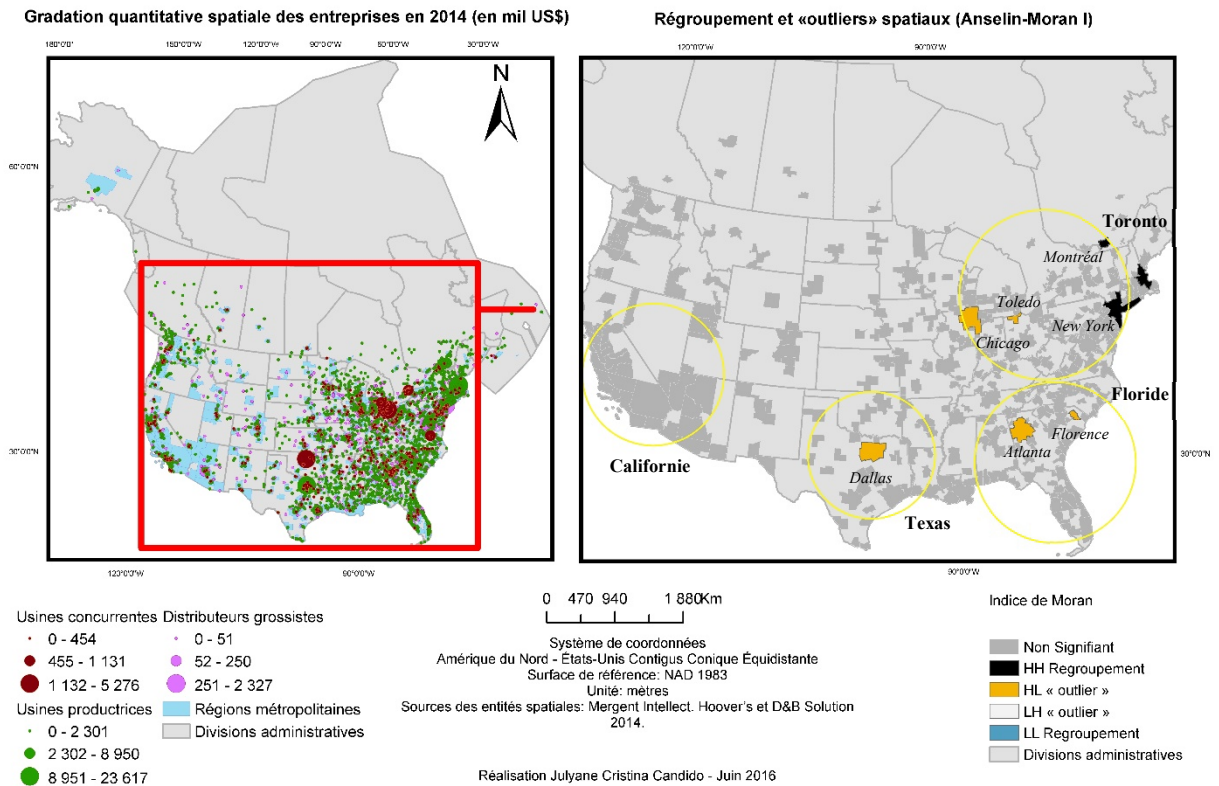 Gradation quantitative spatiale des entreprises en 2014 (en mil US$)
180°0'0"
150°0'0"W
120°0'0"W
90°0'0"W
60°0'0"W
30°0'0"W
N
60°0'0"N
30°0'0"N
120°0'0"W
90°0'0"W
Régroupement et «outliers» spatiaux (Anselin-Moran I)
120°0'0"W
90°0'0"W
Toronto
Montréal
Toledo
New York
Chicago
Floride
Florence
Atlanta
30°0'0"N
Californie
Dallas
Texas
90°0'0"W
Usines concurrentes
0 - 454
455 - 1 131
1 132 - 5 276
Usines productrices
0 - 2 301
2 302 - 8 950
8 951 - 23 617
Distributeurs grossistes
0 - 51
52 - 250
251 - 2 327
Régions métropolitaines
Divisions administratives
0 470 940 1 880Km
Système de coordonnées
Amérique du Nord - États-Unis Contigus Conique Équidistante
Surface de référence: NAD 1983
Unité: mètres
Sources des entités spatiales: Mergent Intellect. Hoover's et D&B Solution
2014.
Réalisation Julyane Cristina Candido - Juin 2016
Indice de Moran
Non Signifiant
HH Regroupement
HL « outlier »
LH « outlier »
LL Regroupement
Divisions administratives